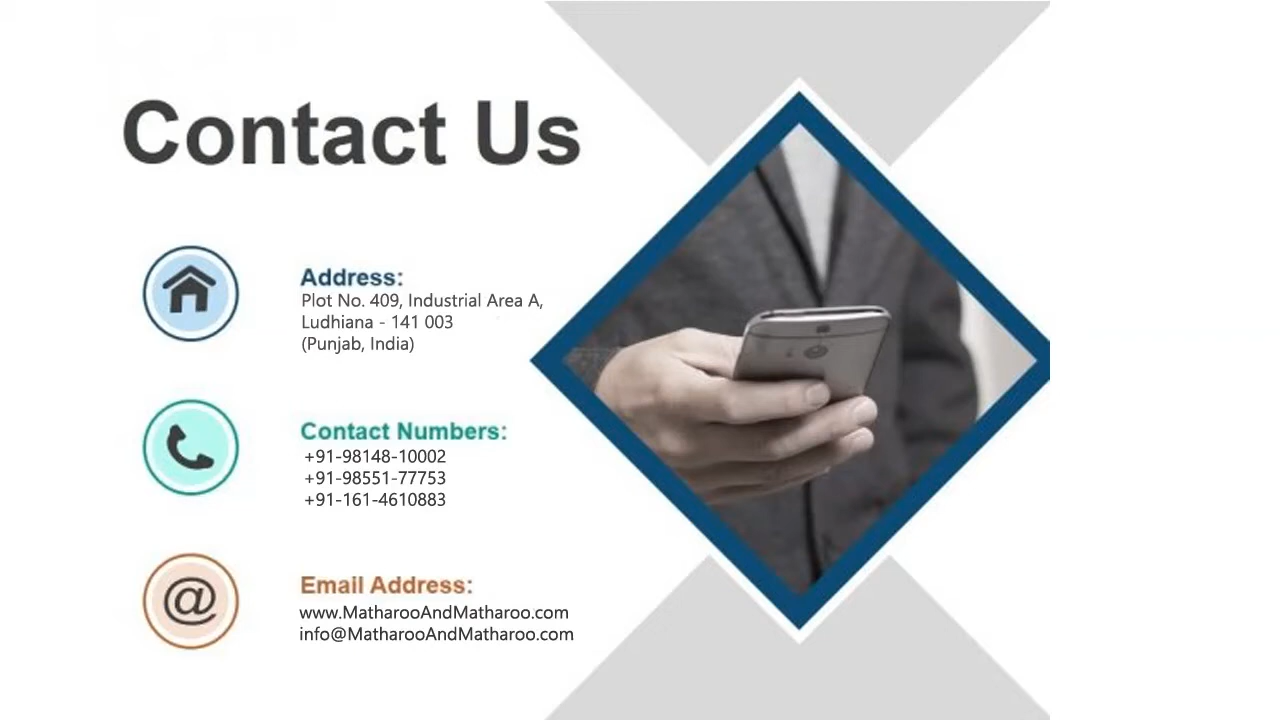 Contact Us
Address:
Plot No. 409, Industrial Area A,
Ludhiana - 141 003
(Punjab, India)
Contact Numbers:
+91-98148-10002
+91-98551-77753
+91-161-4610883
Email Address:
www.MatharooAndMatharoo.com
info@MatharooAndMatharoo.com